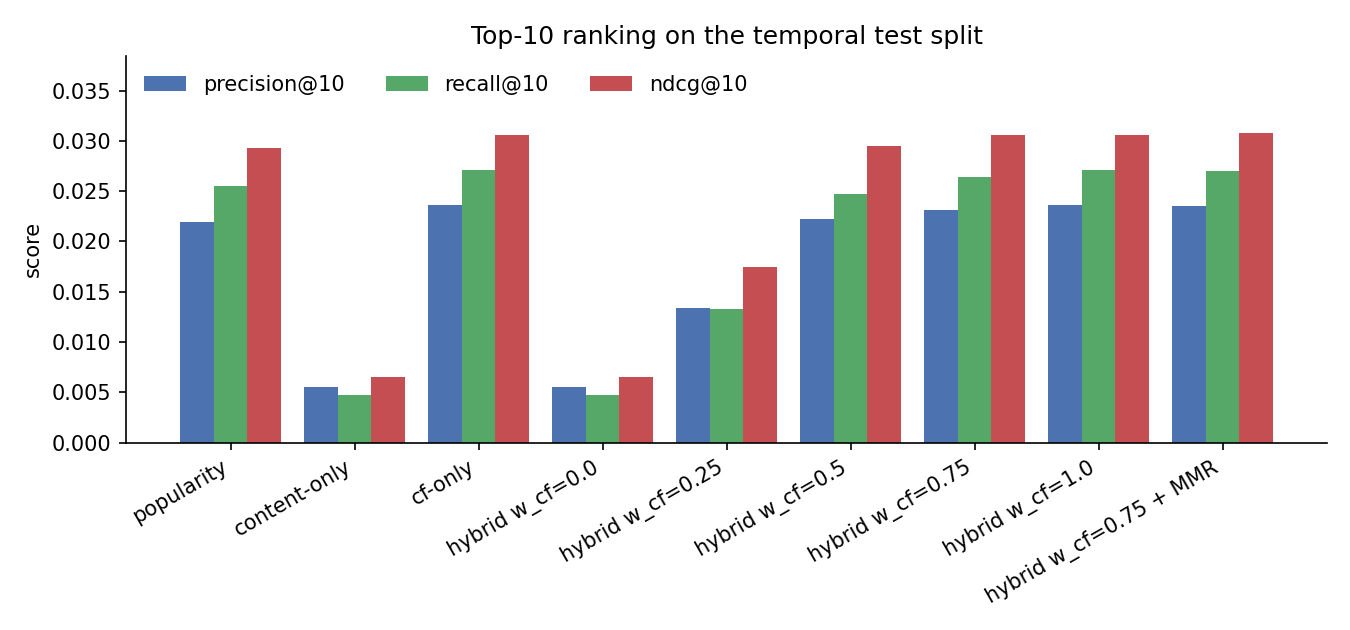 Top-10 ranking on the temporal test split
precision@10 recall@10 ndcg@10
score
0.035
0.030
0.025
0.020
0.015
0.010
0.005
0.000
popularity
content-only
cf-only
hybrid w_cf=0.0
hybrid w_cf=0.25
hybrid w_cf=0.5
hybrid w_cf=0.75
hybrid w_cf=1.0
hybrid w_cf=0.75 + MMR